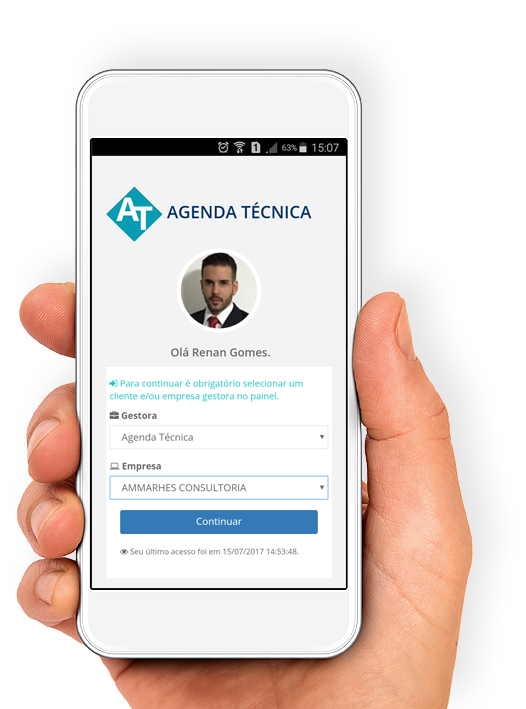 63% 15:07
AT AGENDA TÉCNICA
Olá Renan Gomes.
Para continuar é obrigatório selecionar um
cliente e/ou empresa gestora no painel.
Gestora
Agenda Técnica
Empresa
AMMARHES CONSULTORIA
Continuar
Seu último acesso foi em 15/07/2017 14:53:48.